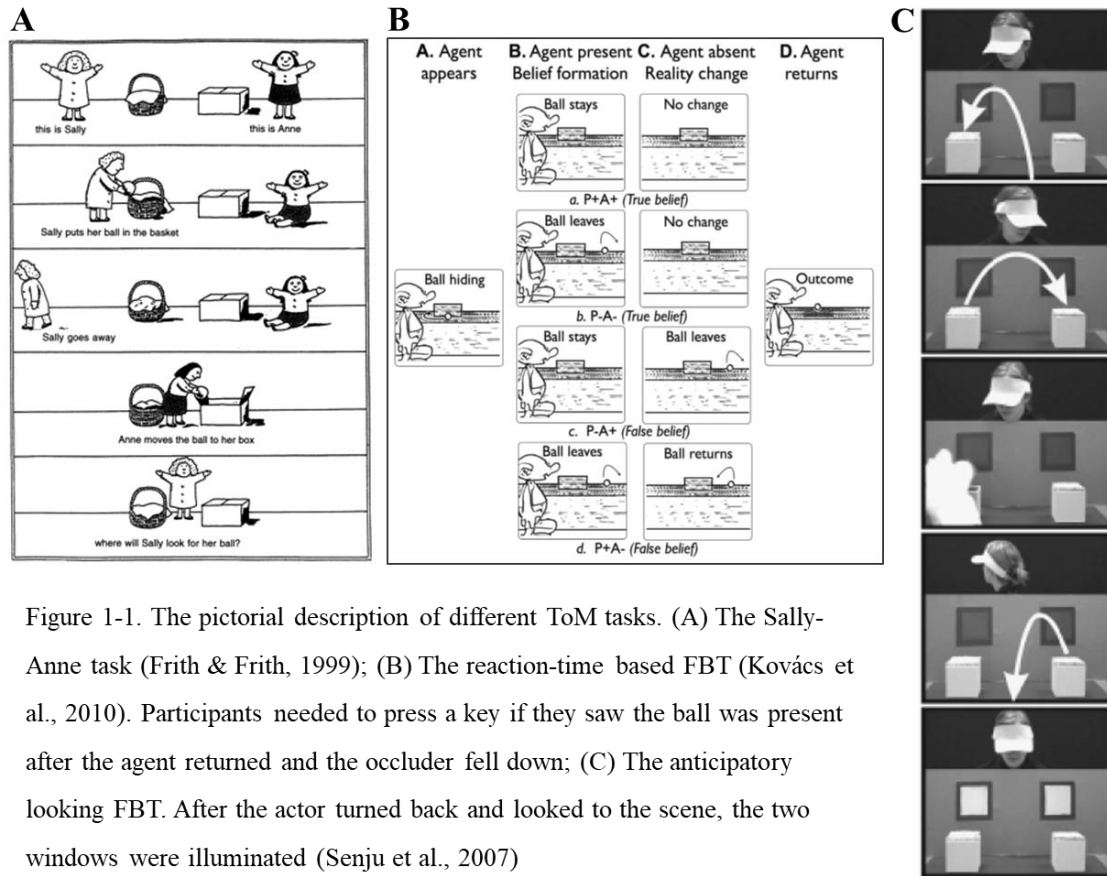 A
this is Sally
this is Anne
Sally puts her ball in the basket
Sally goes away
Anne moves the ball to her box
where will Sally look for her ball?
B
A. Agent appears
B. Agent present Belief formation
C. Agent absent Reality change
D. Agent returns
Ball hiding
Ball stays
No change
a. P+A+ (True belief)
Ball leaves
No change
b. P-A- (True belief)
Ball stays
Ball leaves
c. P-A+ (False belief)
Ball leaves
Ball returns
d. P+A- (False belief)
Outcome
C
Figure 1-1. The pictorial description of different ToM tasks. (A) The Sally-
Anne task (Frith & Frith, 1999); (B) The reaction-time based FBT (Kovács et
al., 2010). Participants needed to press a key if they saw the ball was present
after the agent returned and the occluder fell down; (C) The anticipatory
looking FBT. After the actor turned back and looked to the scene, the two
windows were illuminated (Senju et al., 2007)